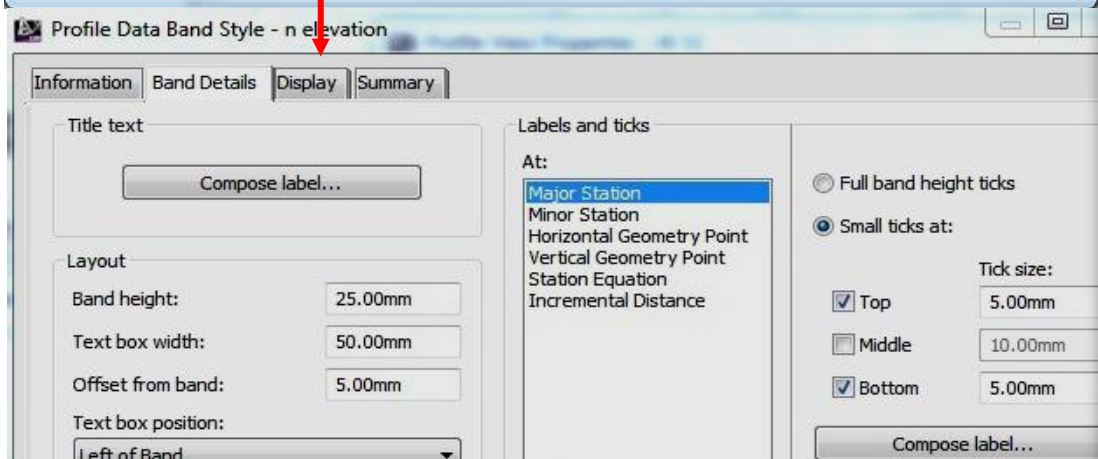 Profile Data Band Style - n elevation
Information Band Details Display Summary
Title text
Compose label...
Layout
Band height: 25.00mm
Text box width: 50.00mm
Offset from band: 5.00mm
Text box position:
Left of Band
Labels and ticks
At:
Major Station
Minor Station
Horizontal Geometry Point
Vertical Geometry Point
Station Equation
Incremental Distance
Full band height ticks
Small ticks at:
Tick size:
Top 5.00mm
Middle 10.00mm
Bottom 5.00mm
Compose label...